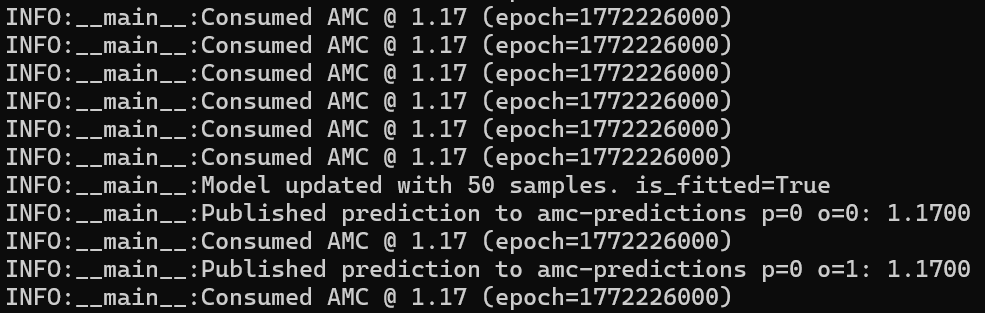 INFO:__main__:Consumed AMC @ 1.17 (epoch=1772226000)
INFO:__main__:Consumed AMC @ 1.17 (epoch=1772226000)
INFO:__main__:Consumed AMC @ 1.17 (epoch=1772226000)
INFO:__main__:Consumed AMC @ 1.17 (epoch=1772226000)
INFO:__main__:Consumed AMC @ 1.17 (epoch=1772226000)
INFO:__main__:Consumed AMC @ 1.17 (epoch=1772226000)
INFO:__main__:Model updated with 50 samples. is_fitted=True
INFO:__main__:Published prediction to amc-predictions p=0 o=0: 1.1700
INFO:__main__:Consumed AMC @ 1.17 (epoch=1772226000)
INFO:__main__:Published prediction to amc-predictions p=0 o=1: 1.1700
INFO:__main__:Consumed AMC @ 1.17 (epoch=1772226000)